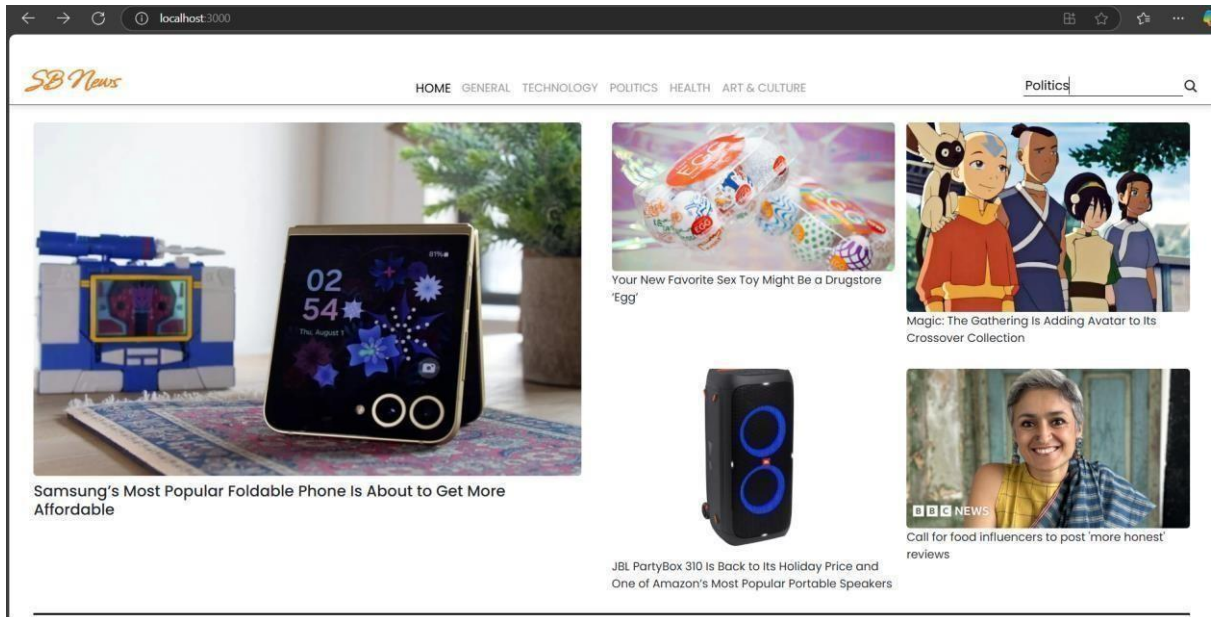 localhost:3000
SB News
HOME GENERAL TECHNOLOGY POLITICS HEALTH ART & CULTURE
Politics
02
54
Thu, August 1
81%
Samsung's Most Popular Foldable Phone Is About to Get More
Affordable
EGG
EGG
Your New Favorite Sex Toy Might Be a Drugstore
'Egg'
Magic: The Gathering Is Adding Avatar to Its
Crossover Collection
JBL PartyBox 310 Is Back to Its Holiday Price and
One of Amazon's Most Popular Portable Speakers
BBC NEWS
Call for food influencers to post 'more honest'
reviews